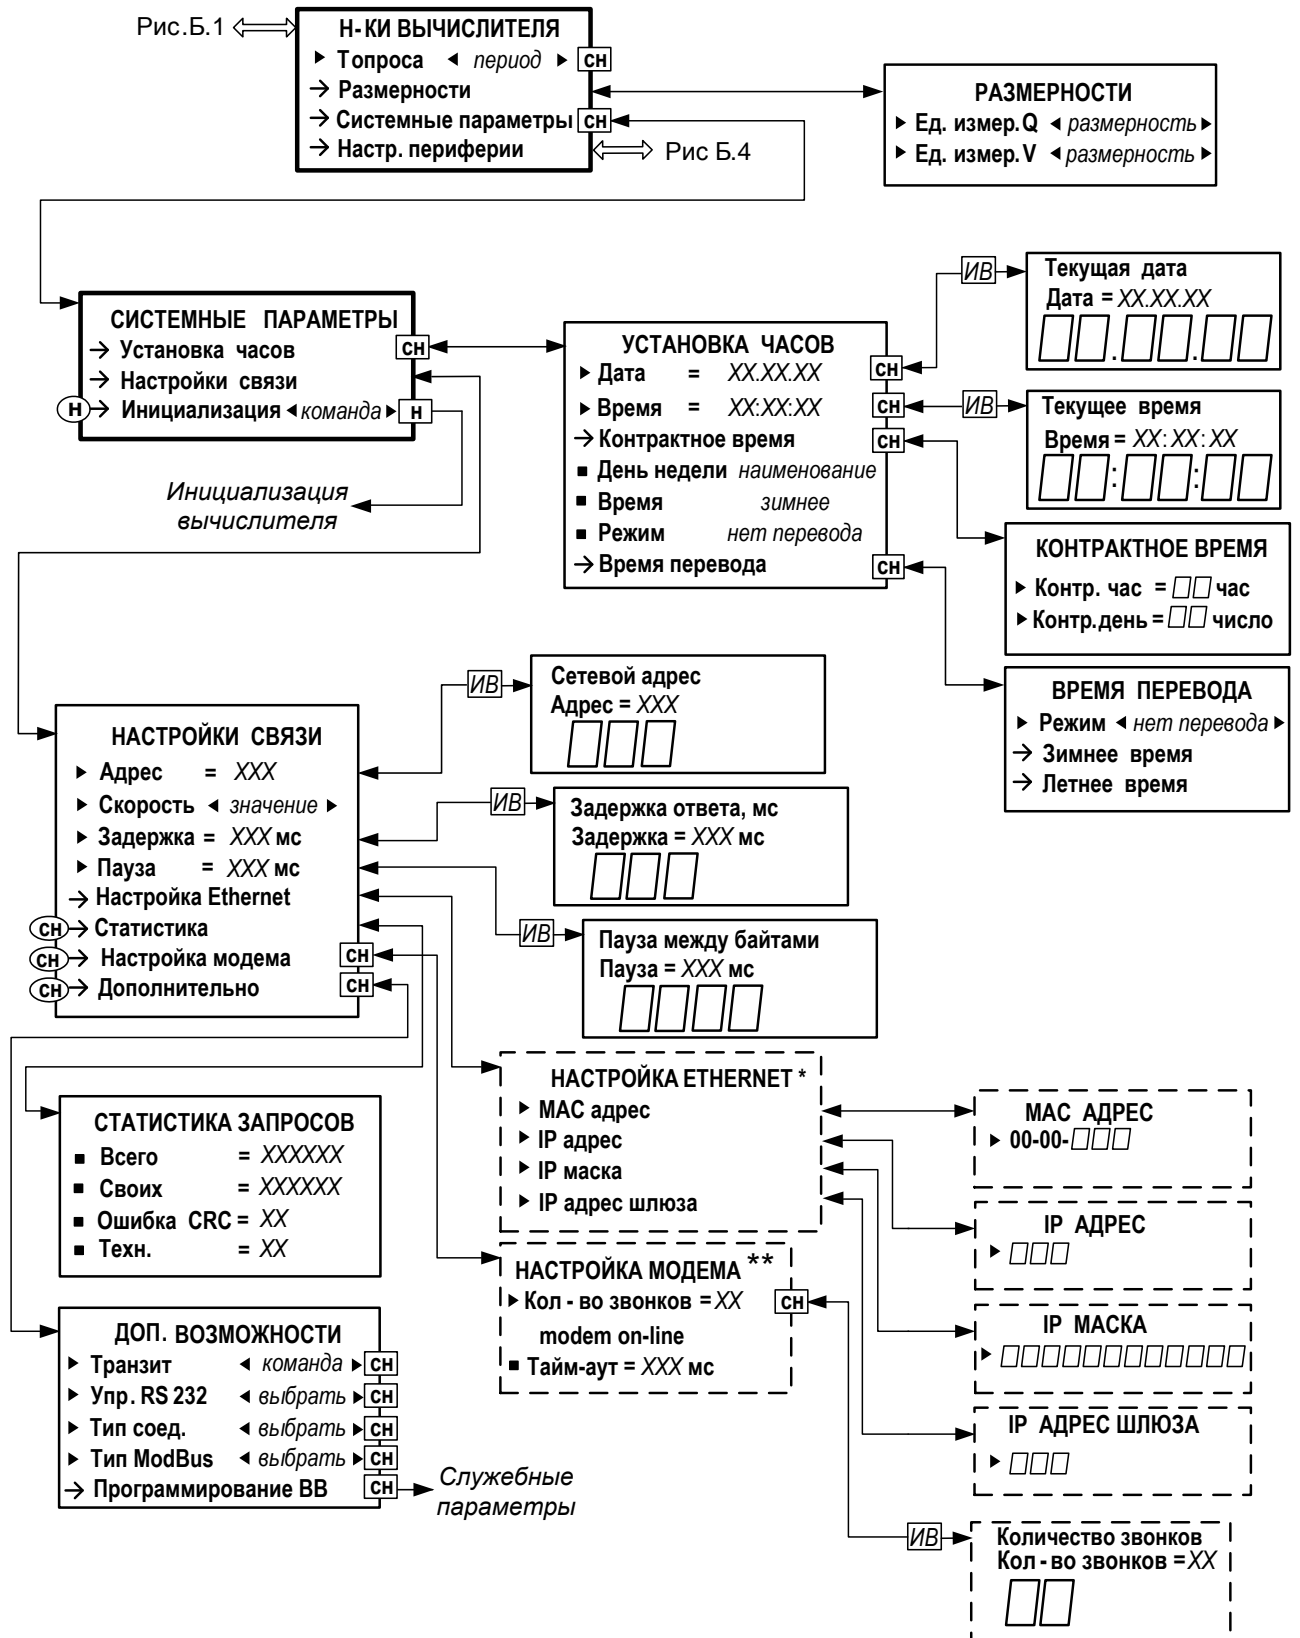 Рис.Б.1
Н-КИ ВЫЧИСЛИТЕЛЯ
Т опроса период СН
Размерности
Системные параметры СН
Настр. периферии
Рис Б.4
РАЗМЕРНОСТИ
Ед. измер. Q размерность
Ед. измер. V размерность
СИСТЕМНЫЕ ПАРАМЕТРЫ
Установка часов СН
Настройки связи
Н Инициализация команда Н
Инициализация
вычислителя
УСТАНОВКА ЧАСОВ
Дата = XX.XX.XX СН
Время = XX:XX:XX СН
Контрактное время СН
День недели наименование
Время зимнее
Режим нет перевода
Время перевода СН
ИВ
Текущая дата
Дата = XX.XX.XX
ИВ
Текущее время
Время = XX:XX:XX
КОНТРАКТНОЕ ВРЕМЯ
Контр. час = час
Контр.день = число
ВРЕМЯ ПЕРЕВОДА
Режим нет перевода
Зимнее время
Летнее время
НАСТРОЙКИ СВЯЗИ
Адрес = XXX
Скорость значение
Задержка = XXX мс
Пауза = XXX мс
Настройка Ethernet
СН Статистика
СН Настройка модема СН
СН Дополнительно СН
ИВ
Сетевой адрес
Адрес = XXX
ИВ
Задержка ответа, мс
Задержка = XXX мс
ИВ
Пауза между байтами
Пауза = XXX мс
СТАТИСТИКА ЗАПРОСОВ
Всего = XXXXXX
Своих = XXXXXX
Ошибка CRC = XX
Техн. = XX
НАСТРОЙКА ETHERNET *
MAC адрес
IP адрес
IP маска
IP адрес шлюза
НАСТРОЙКА МОДЕМА **
Кол - во звонков = XX СН
modem on-line
Тайм-аут = XXX мс
MAC АДРЕС
00-00-
IP АДРЕС
IP МАСКА
IP АДРЕС ШЛЮЗА
ДОП. ВОЗМОЖНОСТИ
Транзит команда СН
Упр. RS 232 выбрать СН
Тип соед. выбрать СН
Тип ModBus выбрать СН
Программирование ВВ СН
Служебные
параметры
ИВ
Количество звонков
Кол - во звонков = XX